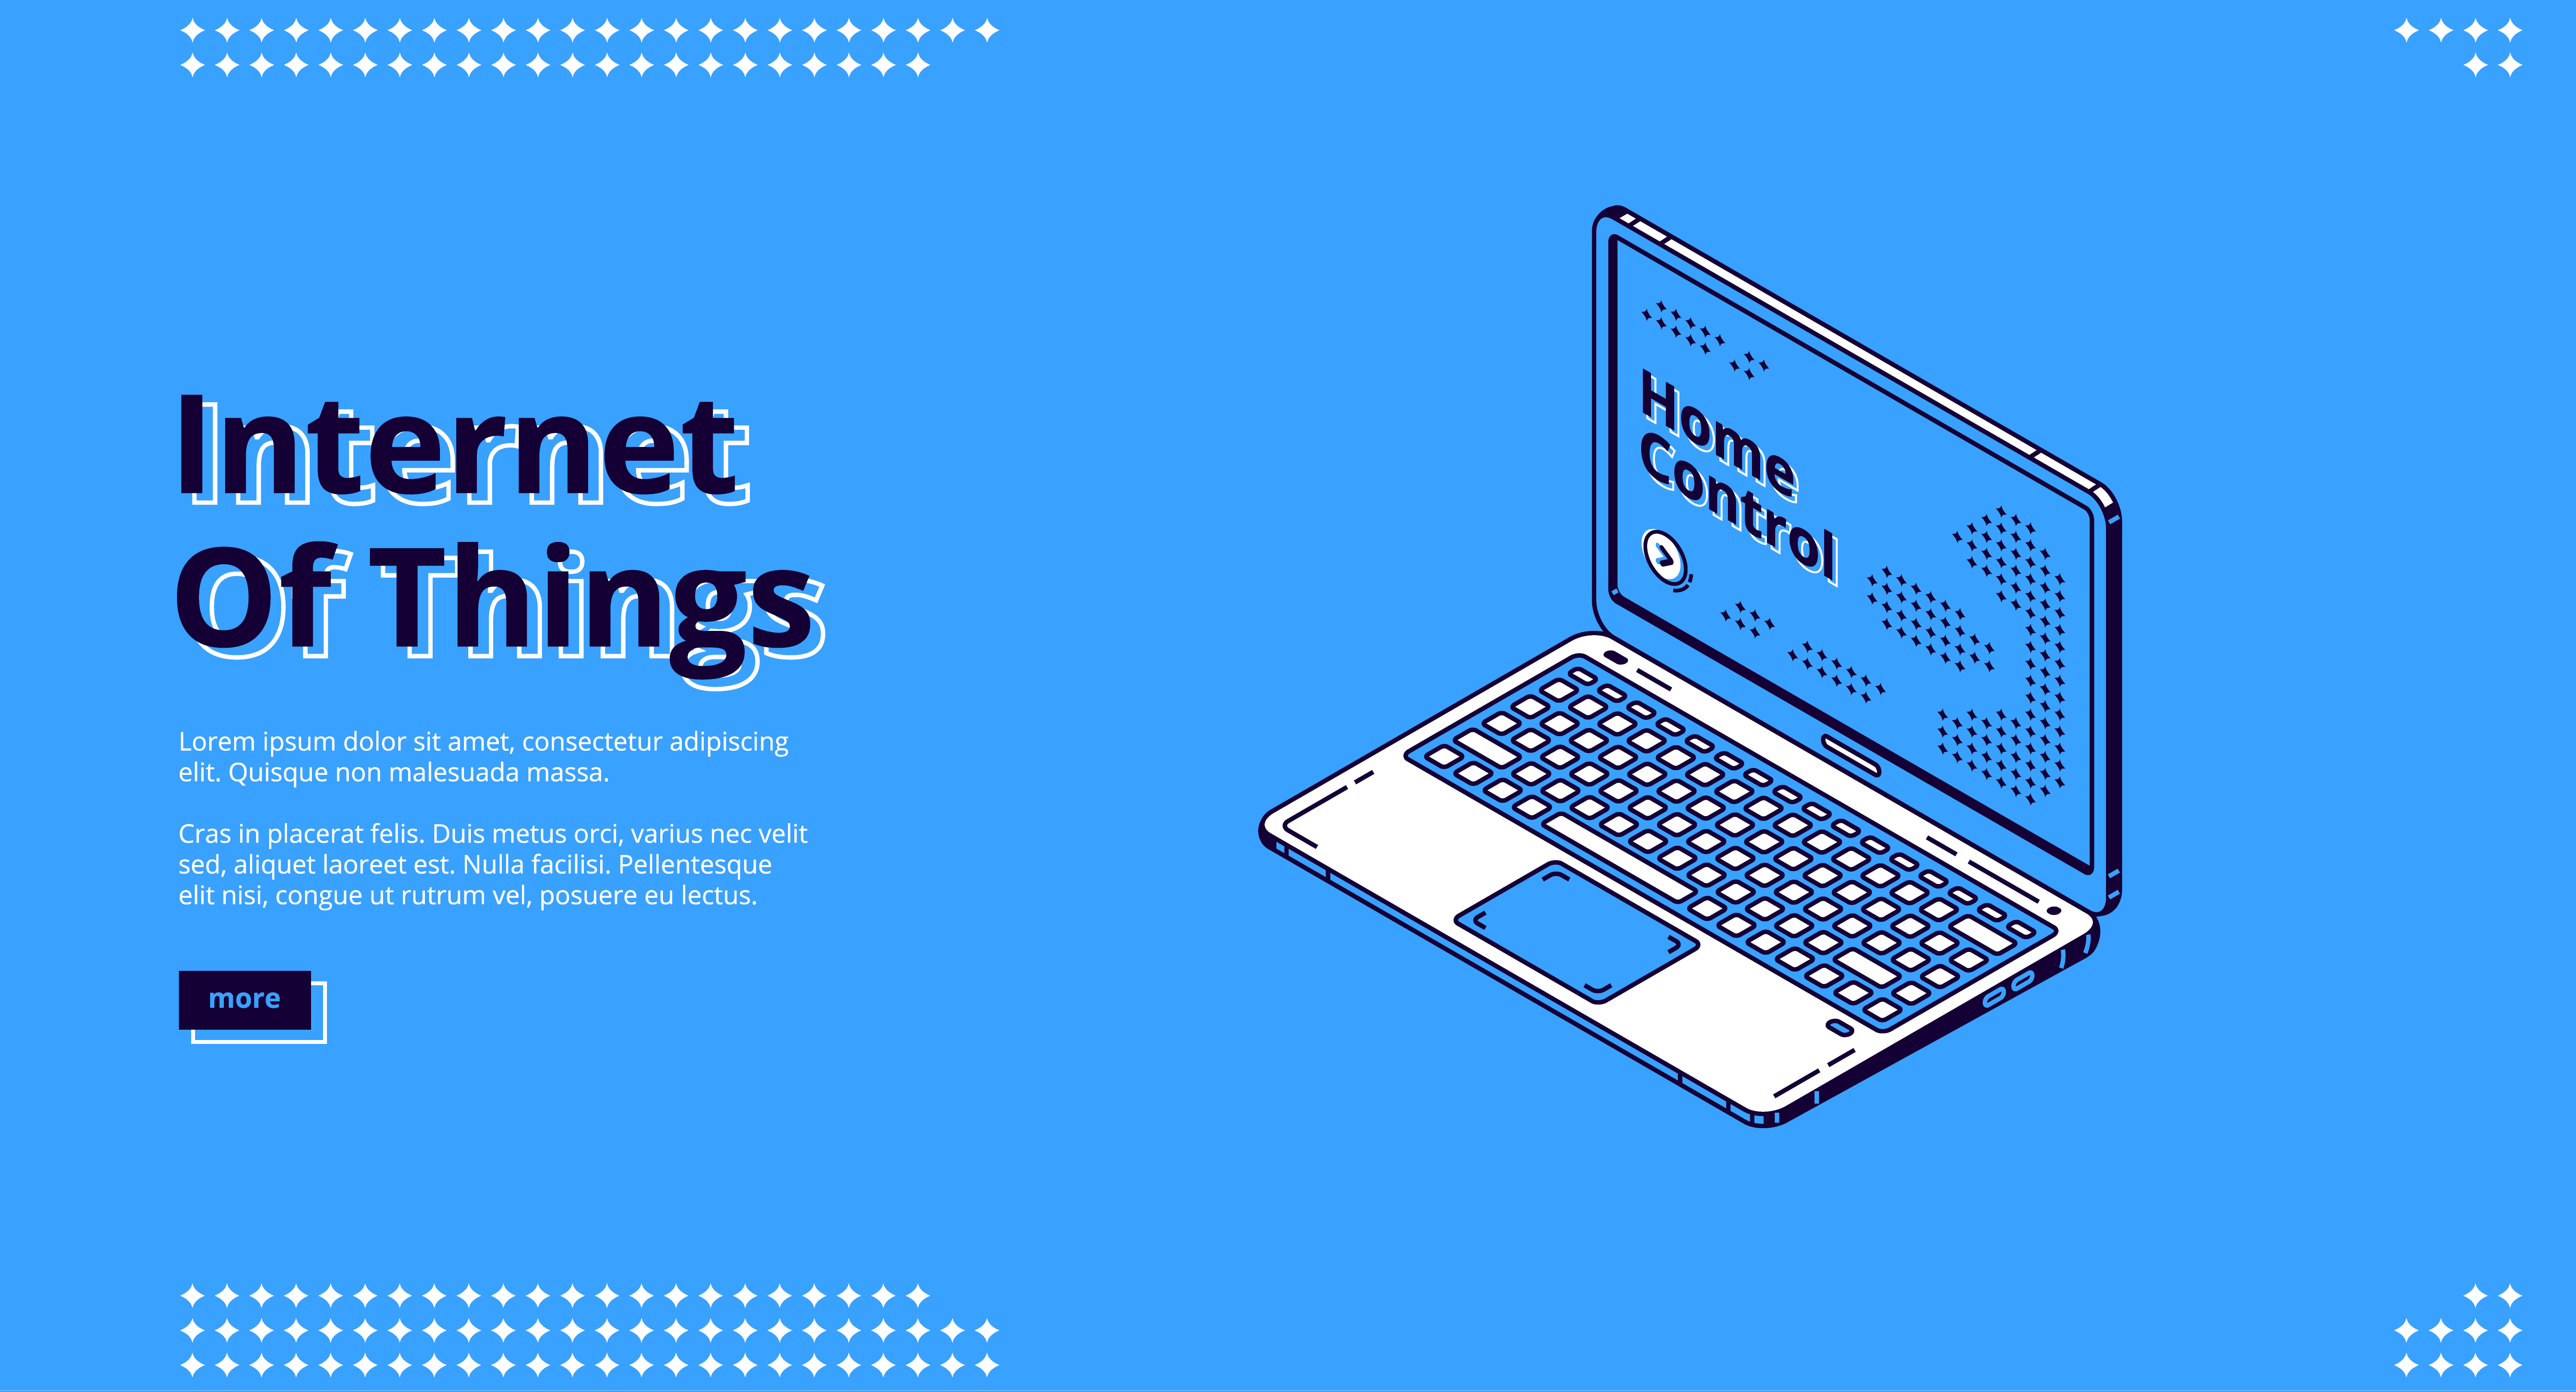 Internet
Of Things
Lorem ipsum dolor sit amet, consectetur adipiscing
elit. Quisque non malesuada massa.
Cras in placerat felis. Duis metus orci, varius nec velit
sed, aliquet laoreet est. Nulla facilisi. Pellentesque
elit nisi, congue ut rutrum vel, posuere eu lectus.
more
Home
Control